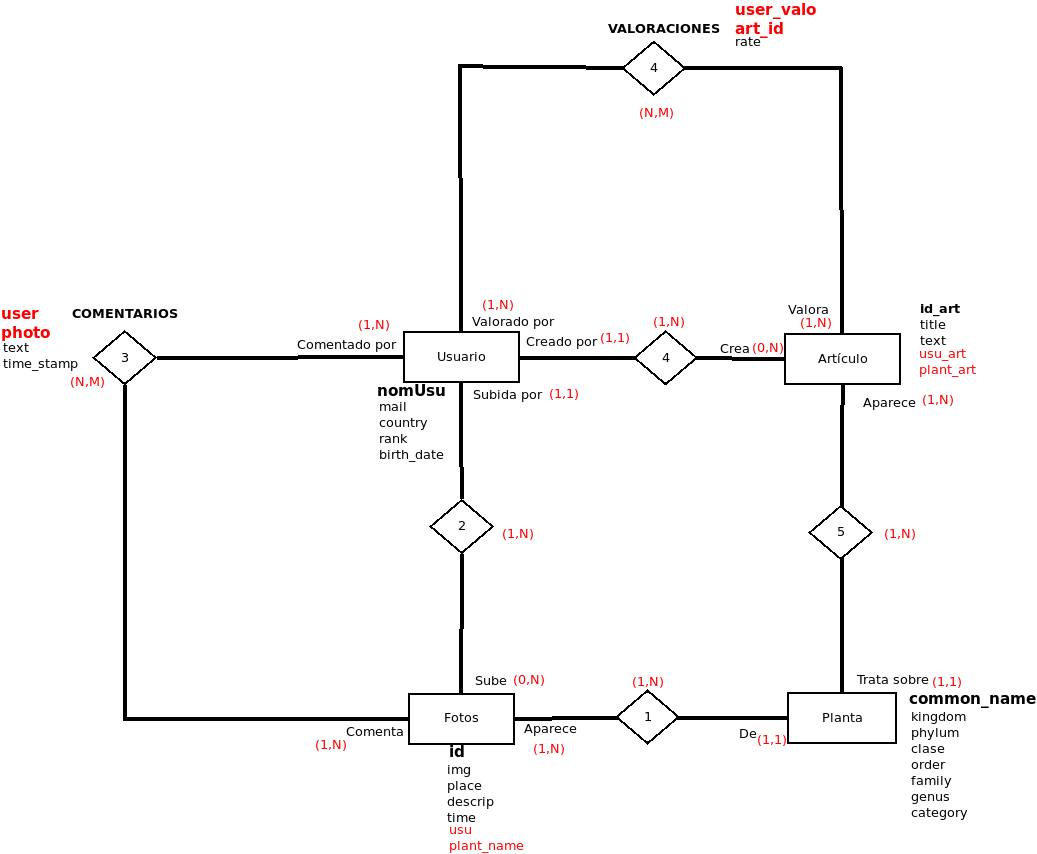 user_valo
art_id
rate
VALORACIONES
4
(N,M)
user
photo
text
time_stamp
(N,M)
COMENTARIOS
3
(1,N)
Comentado por
(1,N)
Valorado por
Usuario
Creado por (1,1)
(1,N)
4
Crea (0,N)
Valora
(1,N)
Artículo
id_art
title
text
usu_art
plant_art
nomUsu
mail
country
rank
birth_date
Subida por (1,1)
Aparece (1,N)
2
(1,N)
5
(1,N)
Sube (0,N)
(1,N)
Trata sobre (1,1)
Comenta
(1,N)
Fotos
Aparece
(1,N)
1
De (1,1)
Planta
common_name
kingdom
phylum
clase
order
family
genus
category
id
img
place
descrip
time
usu
plant_name